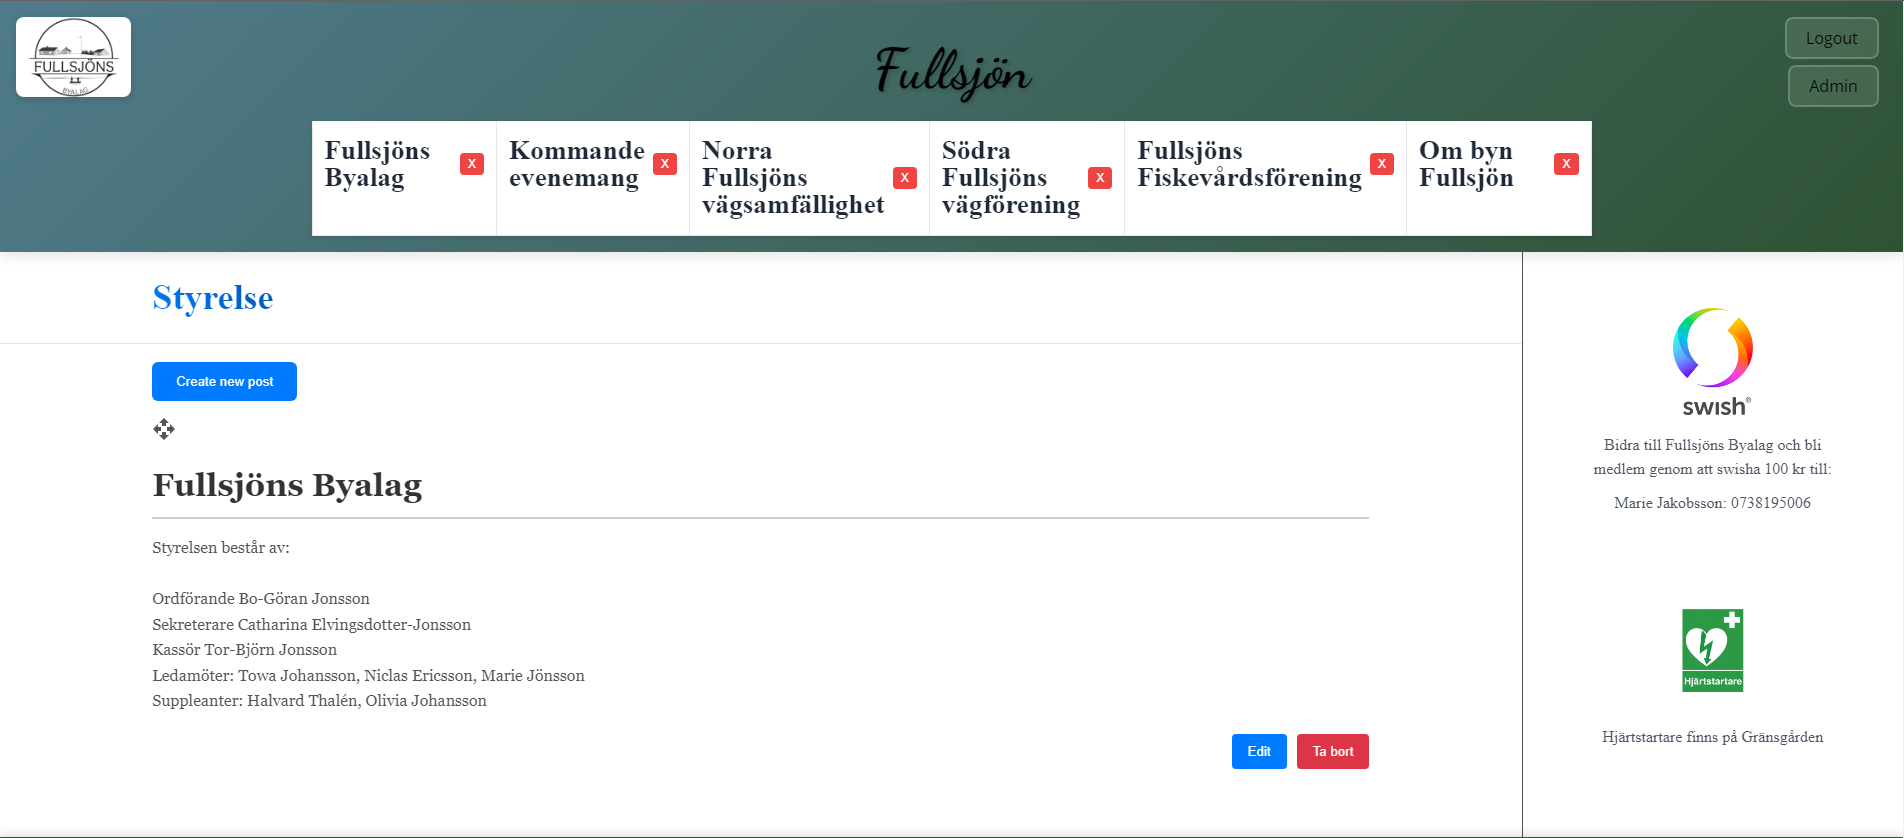 FULLSJÖNS
BYALAG
Fullsjön
Logout
Admin
Fullsjöns
Byalag
X
Kommande
evenemang
X
Norra
Fullsjöns
vägsamfällighet
X
Södra
Fullsjöns
vägförening
X
Fullsjöns
Fiskevårdsförening
X
Om byn
Fullsjön
X
Styrelse
Create new post
Fullsjöns Byalag
Styrelsen består av:
Ordförande Bo-Göran Jonsson
Sekreterare Catharina Elvingsdotter-Jonsson
Kassör Tor-Björn Jonsson
Ledamöter: Towa Johansson, Niclas Ericsson, Marie Jönsson
Suppleanter: Halvard Thalén, Olivia Johansson
Edit
Ta bort
swish®
Bidra till Fullsjöns Byalag och bli
medlem genom att swisha 100 kr till:
Marie Jakobsson: 0738195006
Hjärtstartare
Hjärtstartare finns på Gränsgården